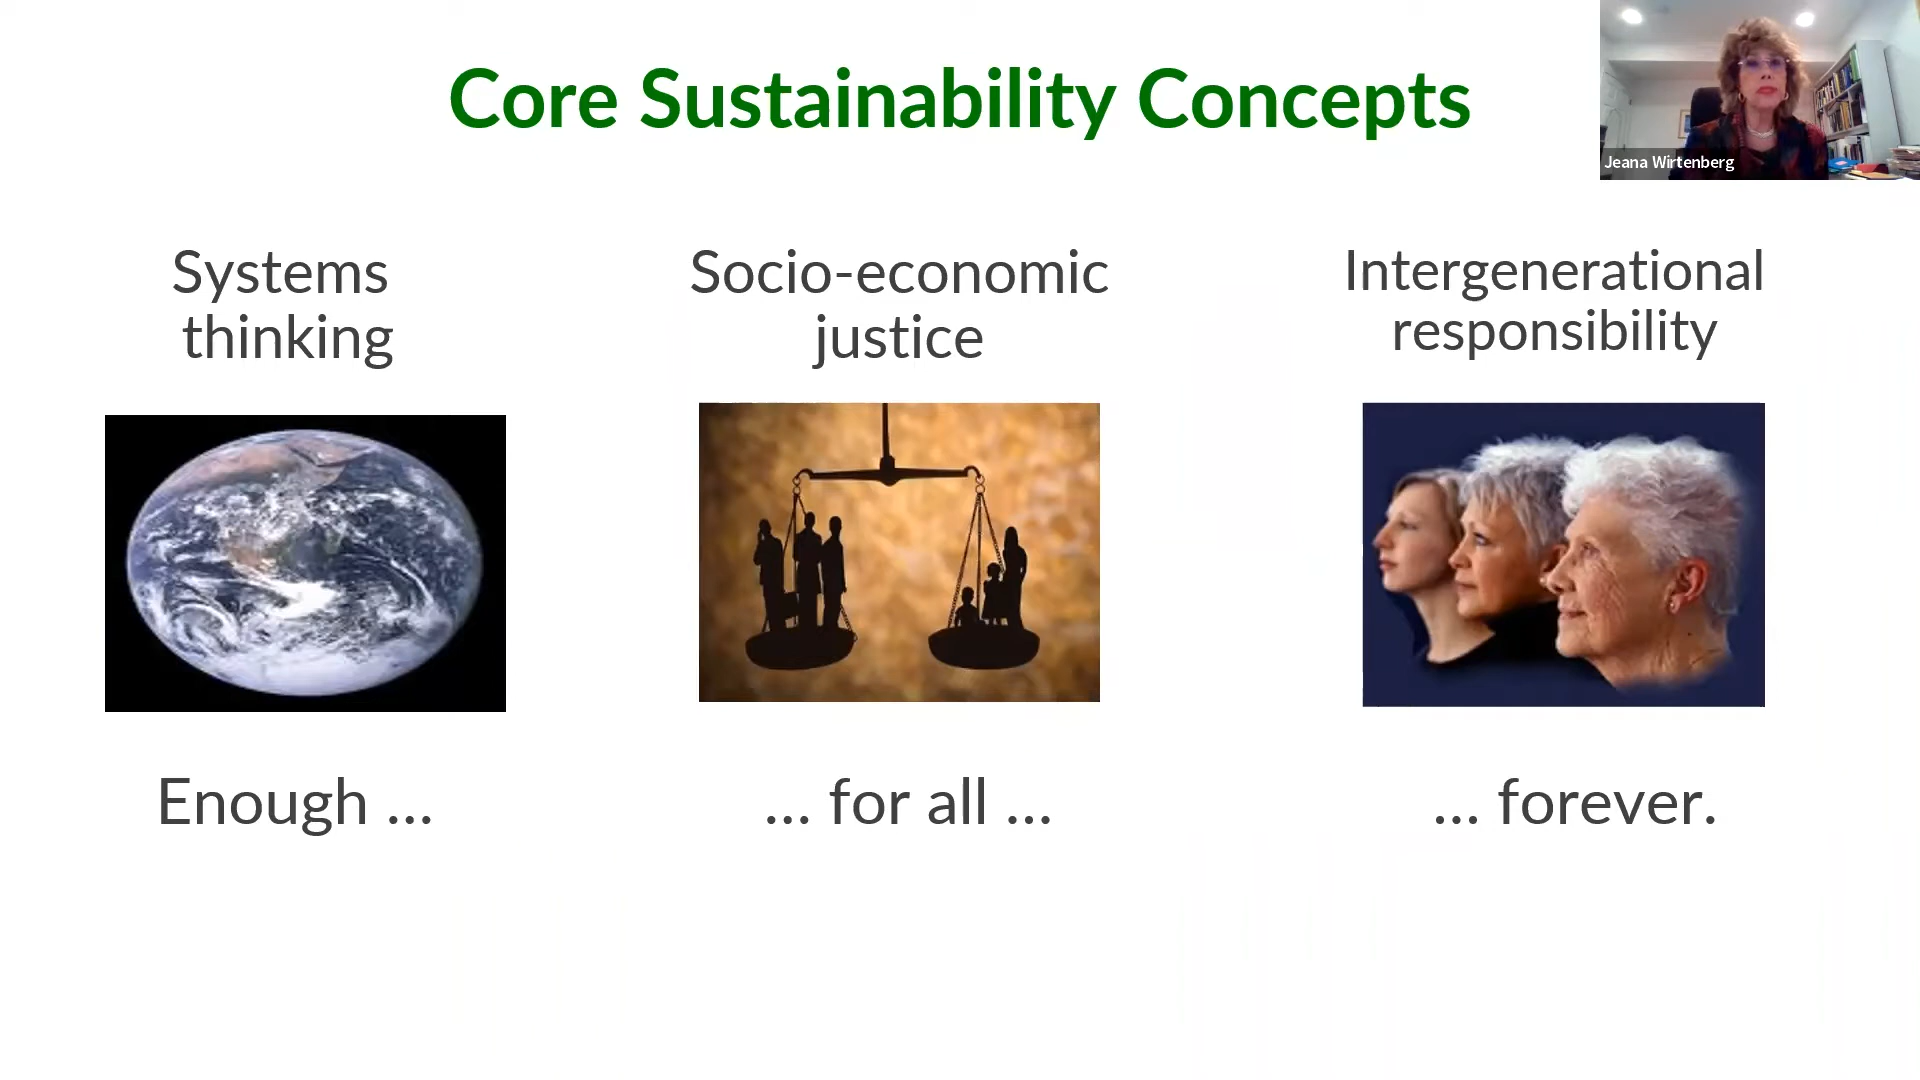 Core Sustainability Concepts
Jeana Wirtenberg
Systems
thinking
Socio-economic
justice
Intergenerational
responsibility
Enough ...
... for all ...
... forever.